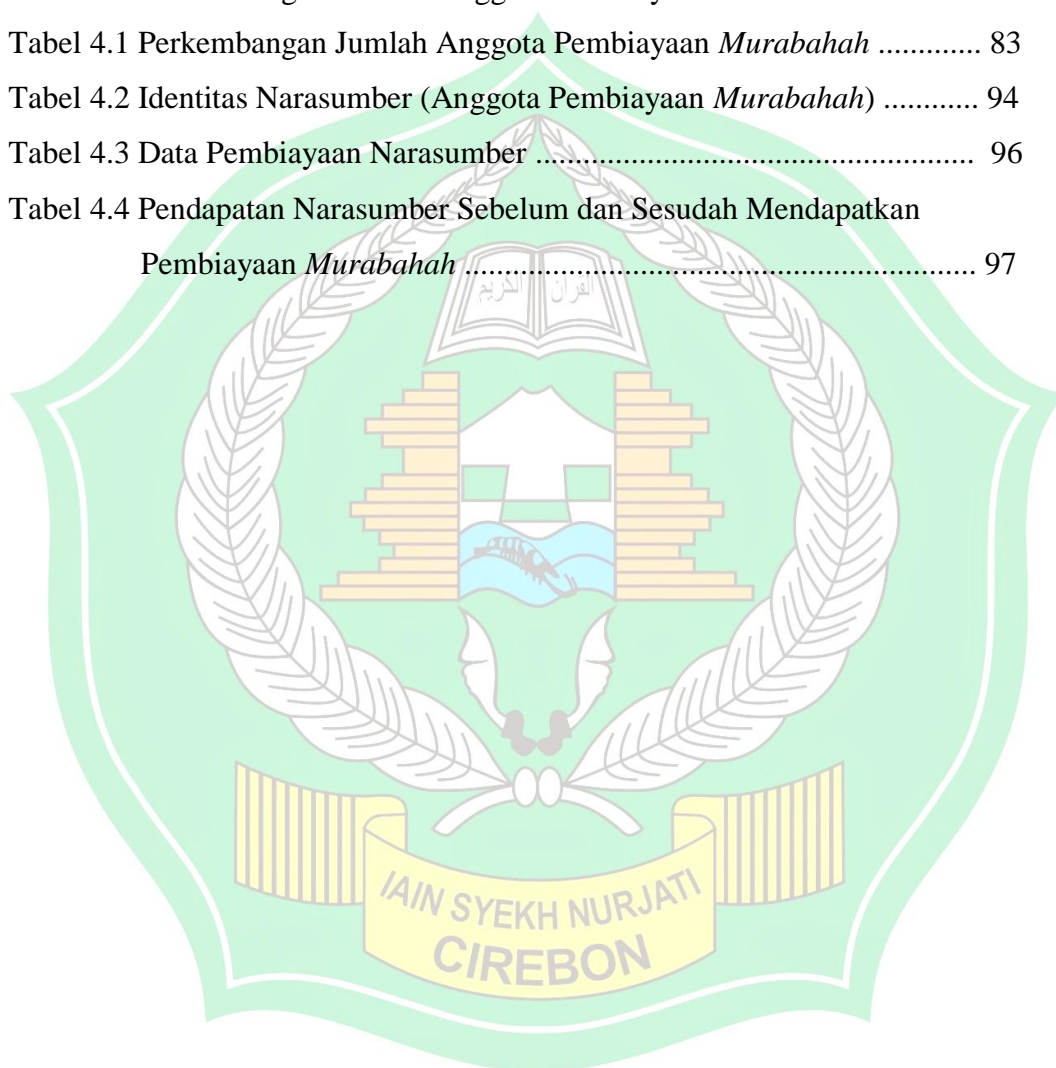 Tabel 4.1 Perkembangan Jumlah Anggota Pembiayaan Murabahah ............. 83
Tabel 4.2 Identitas Narasumber (Anggota Pembiayaan Murabahah) ............ 94
Tabel 4.3 Data Pembiayaan Narasumber ...................................................... 96
Tabel 4.4 Pendapatan Narasumber Sebelum dan Sesudah Mendapatkan
Pembiayaan Murabahah ............................................................... 97
القرآن الكريم
IAIN SYEKH NURJATI
CIREBON